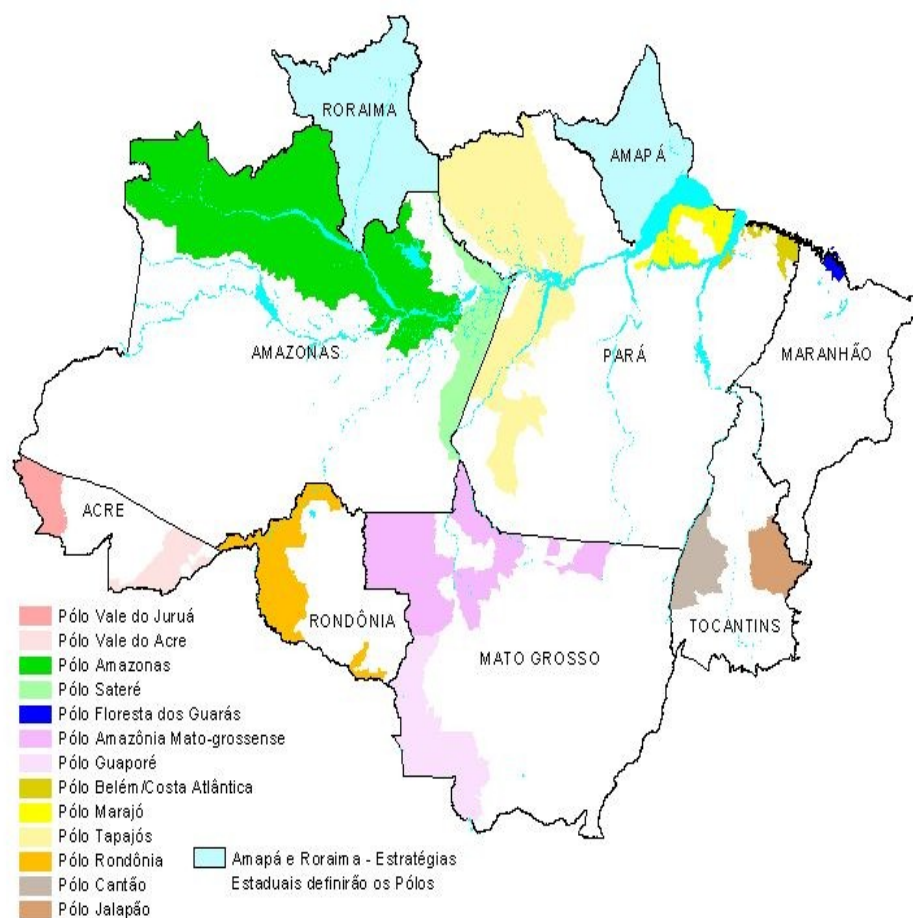 RORAIMA
AMAPÁ
AMAZONAS
PARÁ
MARANHÃO
ACRE
RONDÔNIA
TOCANTINS
MATO GROSSO
Pólo Vale do Juruá
Pólo Vale do Acre
Pólo Amazonas
Pólo Sateré
Pólo Floresta dos Guarás
Pólo Amazônia Mato-grossense
Pólo Guaporé
Pólo Belém/Costa Atlântica
Pólo Marajó
Pólo Tapajós
Pólo Rondônia
Pólo Cantão
Pólo Jalapão
Amapá e Roraima - Estratégias
Estaduais definirão os Pólos